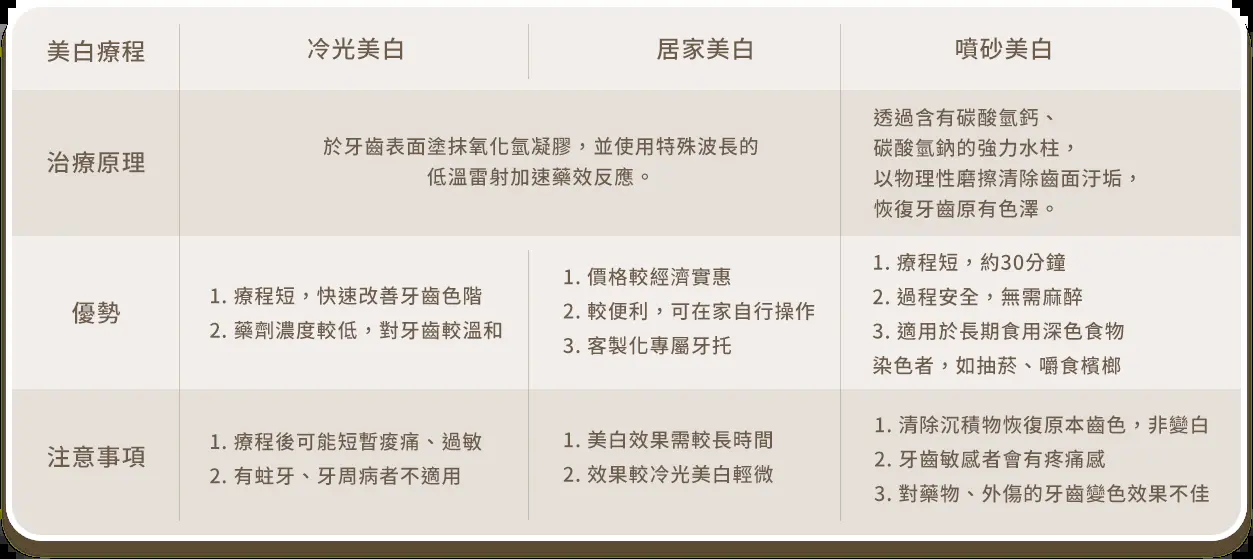 美白療程
冷光美白
居家美白
噴砂美白
治療原理
於牙齒表面塗抹氧化氫凝膠，並使用特殊波長的
低溫雷射加速藥效反應。
透過含有碳酸氫鈣、
碳酸氫鈉的強力水柱，
以物理性磨擦清除齒面汙垢，
恢復牙齒原有色澤。
優勢
1. 療程短，快速改善牙齒色階
2. 藥劑濃度較低，對牙齒較溫和
1. 價格較經濟實惠
2. 較便利，可在家自行操作
3. 客製化專屬牙托
1. 療程短，約30分鐘
2. 過程安全，無需麻醉
3. 適用於長期食用深色食物
染色者，如抽菸、嚼食檳榔
注意事項
1. 療程後可能短暫痠痛、過敏
2. 有蛀牙、牙周病者不適用
1. 美白效果需較長時間
2. 效果較冷光美白輕微
1. 清除沉積物恢復原本齒色，非變白
2. 牙齒敏感者會有疼痛感
3. 對藥物、外傷的牙齒變色效果不佳